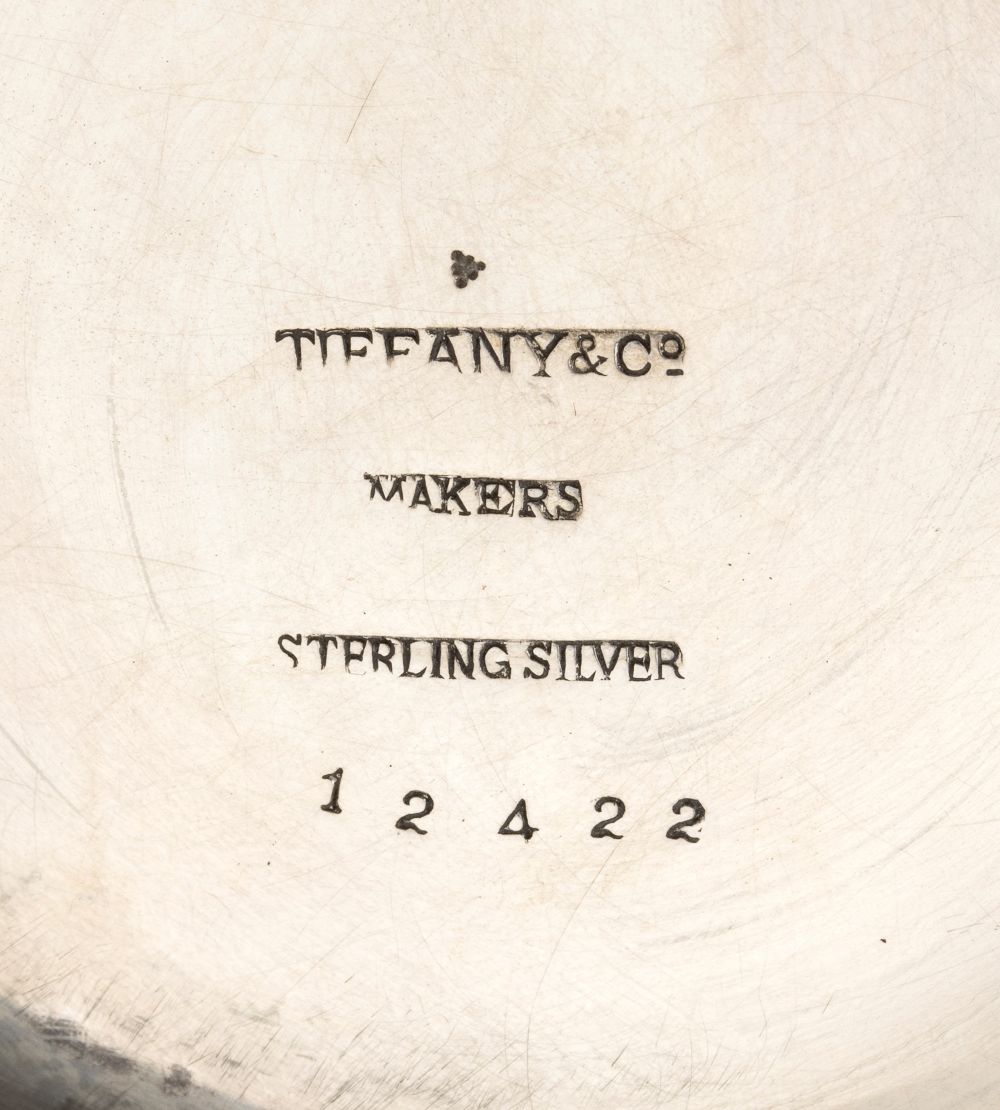 TIFFANY & Cº
MAKERS
STERLING SILVER
12422